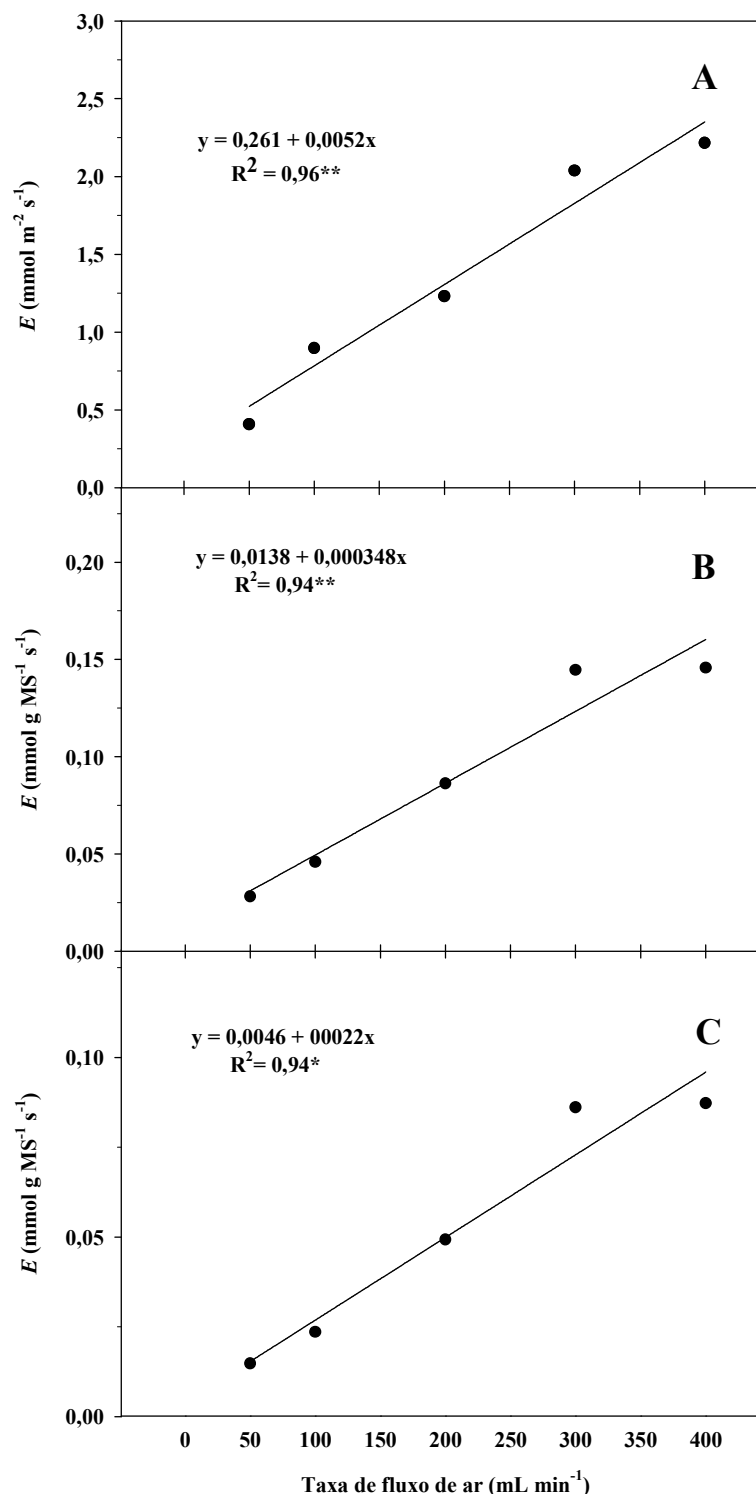 3,0
A
2,5
y = 0,261 + 0,0052x
R² = 0,96**
2,0
E (mmol m⁻² s⁻¹)
1,5
1,0
0,5
0,0
y = 0,0138 + 0,000348x
R²= 0,94**
B
0,20
0,15
E (mmol g MS⁻¹ s⁻¹)
0,10
0,05
0,00
y = 0,0046 + 00022x
R²= 0,94*
C
0,10
E (mmol g MS⁻¹ s⁻¹)
0,05
0,00
0 50 100 150 200 250 300 350 400
Taxa de fluxo de ar (mL min⁻¹)